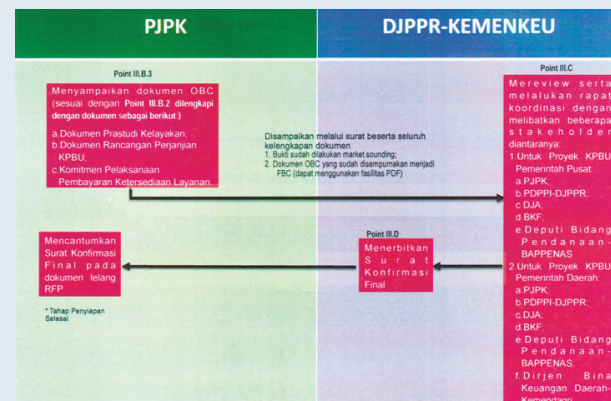 PJPK
DJPPR-KEMENKEU
Point III.B.3
Menyampaikan dokumen OBC
(sesuai dengan Point III.B.2 dilengkapi
dengan dokumen sebagai berikut:)
a.Dokumen Prastudi Kelayakan;
b.Dokumen Rancangan Perjanjian
KPBU;
c.Komitmen Pelaksanaan
Pembayaran Ketersediaan Layanan.
Disampaikan melalui surat beserta seluruh
kelengkapan dokumen
1. Bukti sudah dilakukan market sounding;
2. Dokumen OBC yang sudah disempurnakan menjadi
FBC (dapat menggunakan fasilitas PDF)
Point III.C
Mereview serta
melalukan rapat
koordinasi dengan
melibatkan beberapa
stakeholder
diantaranya:
1.Untuk Proyek KPBU
Pemerintah Pusat:
a.PJPK;
b.PDPPI-DJPPR;
c.DJA;
d.BKF;
e.Deputi Bidang
Pendanaan-
BAPPENAS
2.Untuk Proyek KPBU
Pemerintah Daerah:
a.PJPK;
b.PDPPI-DJPPR;
c.DJA;
d.BKF;
e.Deputi Bidang
Pendanaan-
BAPPENAS;
f.Dirjen Bina
Keuangan Daerah-
Kemendagri
Point III.D
Menerbitkan
Surat
Konfirmasi
Final
Mencantumkan
Surat Konfirmasi
Final pada
dokumen lelang
RFP
* Tahap Penyiapan
Selesai